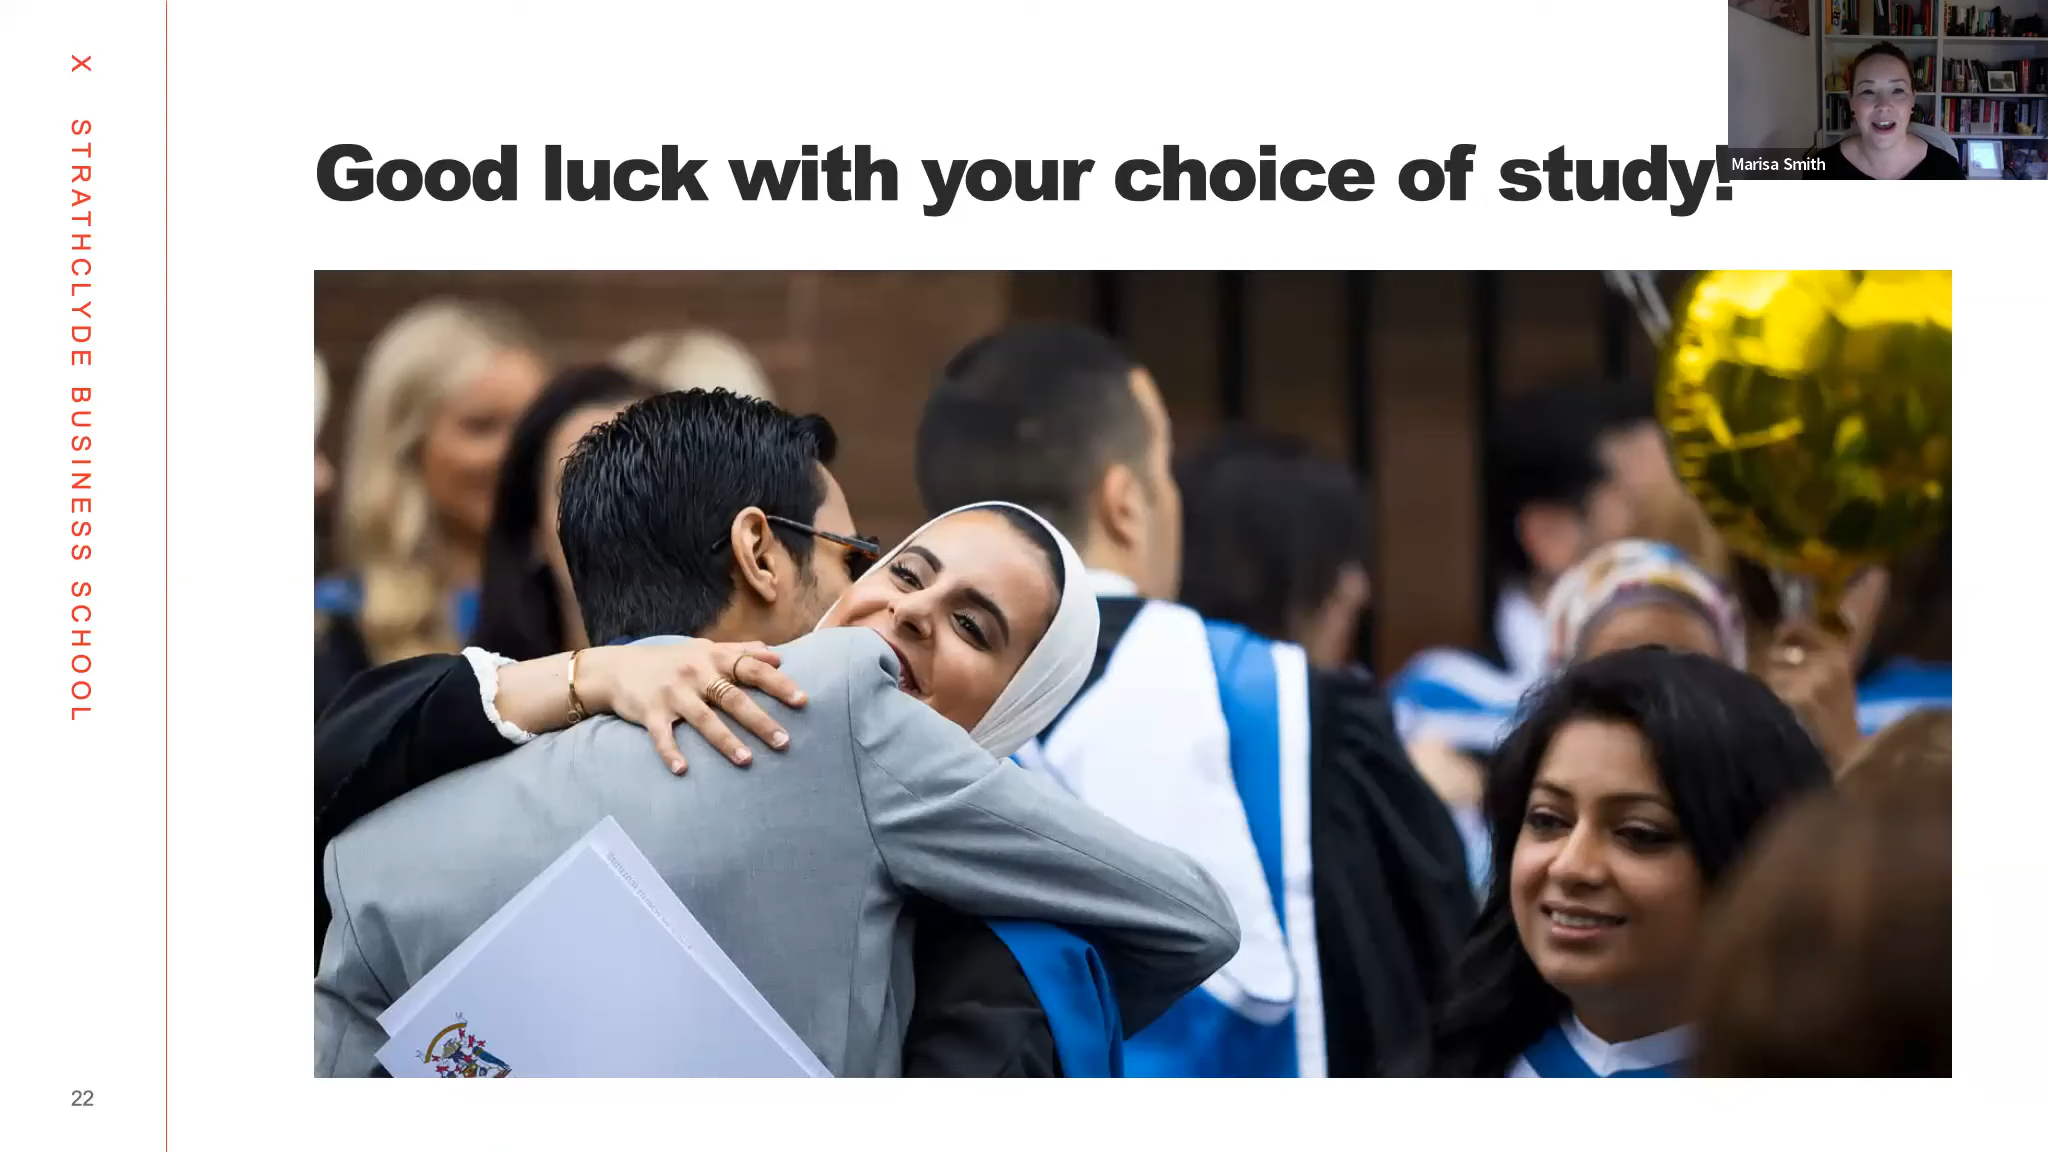 X STRATHCLYDE BUSINESS SCHOOL
Good luck with your choice of study!
Marisa Smith
22